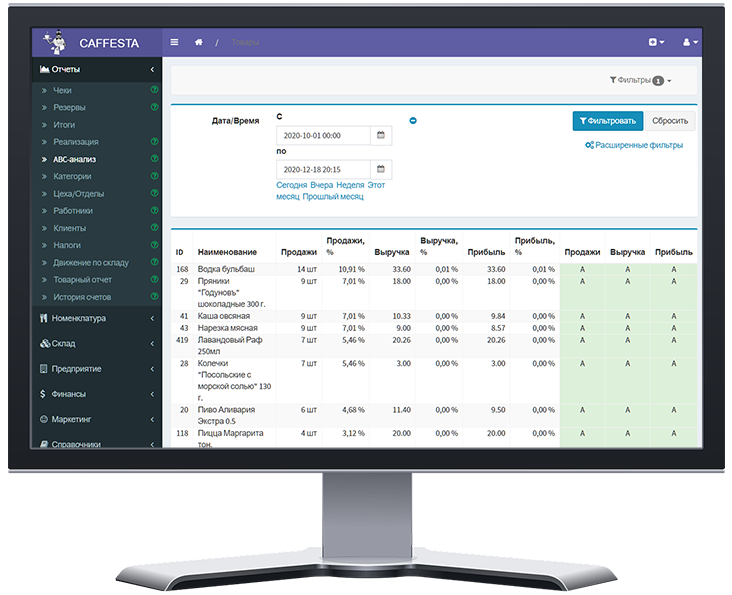 CAFFESTA
/ Товары
Отчеты
Чеки
Резервы
Итоги
Реализация
ABC-анализ
Категории
Цеха/Отделы
Работники
Клиенты
Налоги
Движение по складу
Товарный отчет
История счетов
Номенклатура
Склад
Предприятие
Финансы
Маркетинг
Справочники
Фильтры 1
Дата/Время
С
2020-10-01 00:00
по
2020-12-18 20:15
Сегодня Вчера Неделя Этот
месяц Прошлый месяц
Фильтровать Сбросить
Расширенные фильтры
ID Наименование Продажи Продажи, % Выручка Выручка, % Прибыль Прибыль, % Продажи Выручка Прибыль
168 Водка бульбаш 14 шт 10,91 % 33.60 0,01 % 33.60 0,01 % A A A
29 Пряники 9 шт 7,01 % 18.00 0,00 % 18.00 0,00 % A A A
"Годуновъ"
шоколадные 300 г.
41 Каша овсяная 9 шт 7,01 % 10.33 0,00 % 9.84 0,00 % A A A
43 Нарезка мясная 9 шт 7,01 % 9.00 0,00 % 8.57 0,00 % A A A
419 Лавандовый Раф 7 шт 5,46 % 20.26 0,00 % 20.26 0,00 % A A A
250мл
28 Колечки 7 шт 5,46 % 3.00 0,00 % 3.00 0,00 % A A A
"Посольские с
морской солью" 130
г.
20 Пиво Аливария 6 шт 4,68 % 11.40 0,00 % 9.50 0,00 % A A A
Экстра 0.5
118 Пицца Маргарита 4 шт 3,12 % 20.00 0,00 % 20.00 0,00 % A A A
тон.